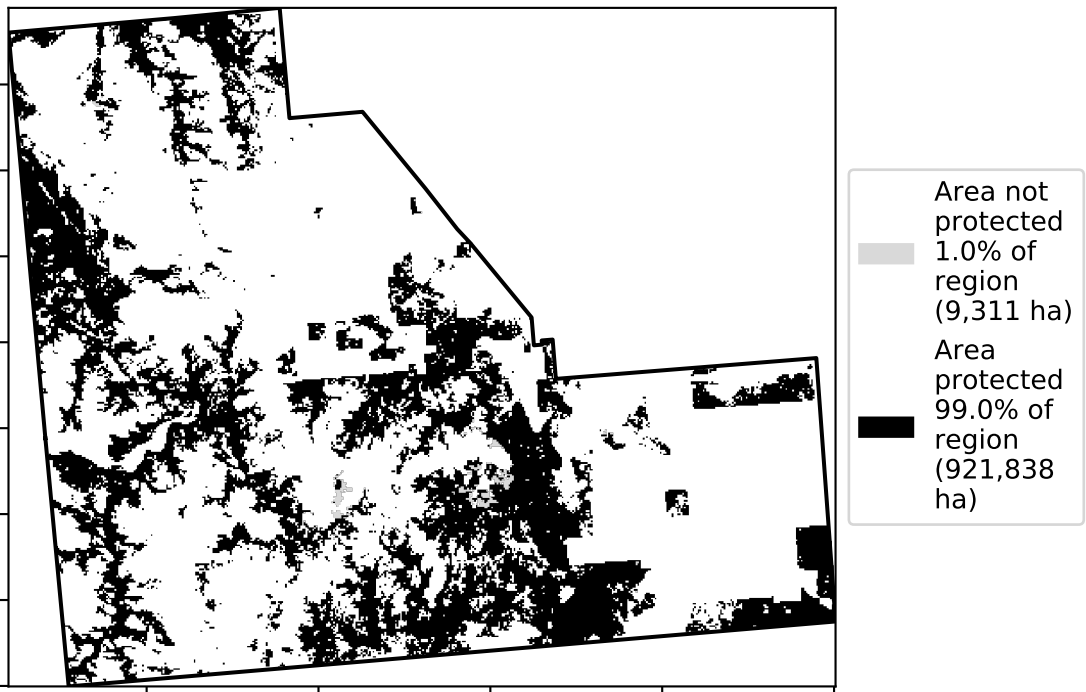 Area not
protected
1.0% of
region
(9,311 ha)
Area
protected
99.0% of
region
(921,838
ha)